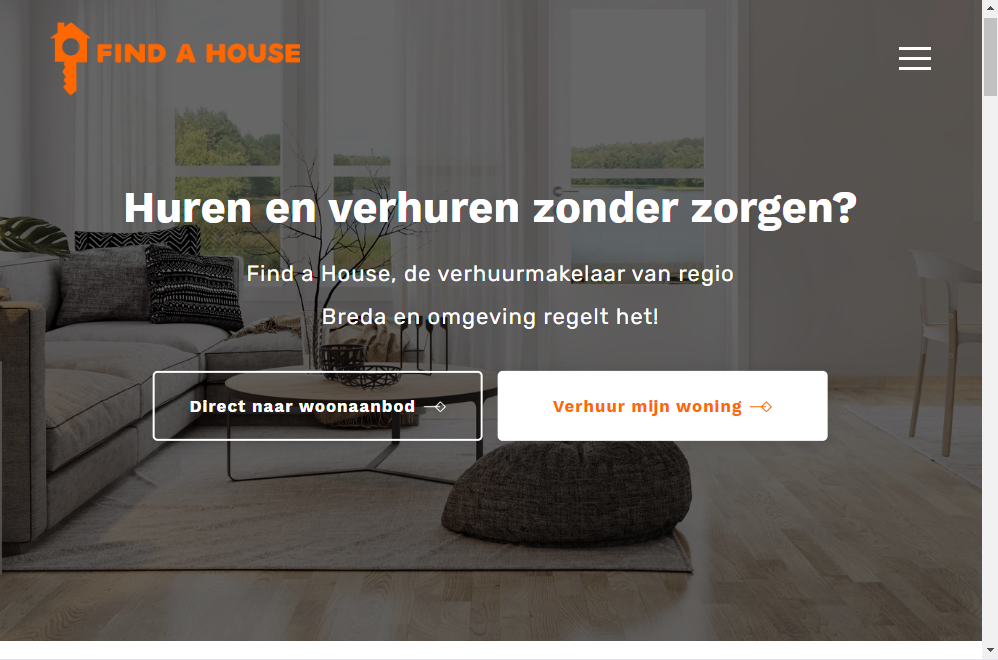 FIND A HOUSE
Huren en verhuren zonder zorgen?
Find a House, de verhuurmakelaar van regio
Breda en omgeving regelt het!
Direct naar woonaanbod
Verhuur mijn woning